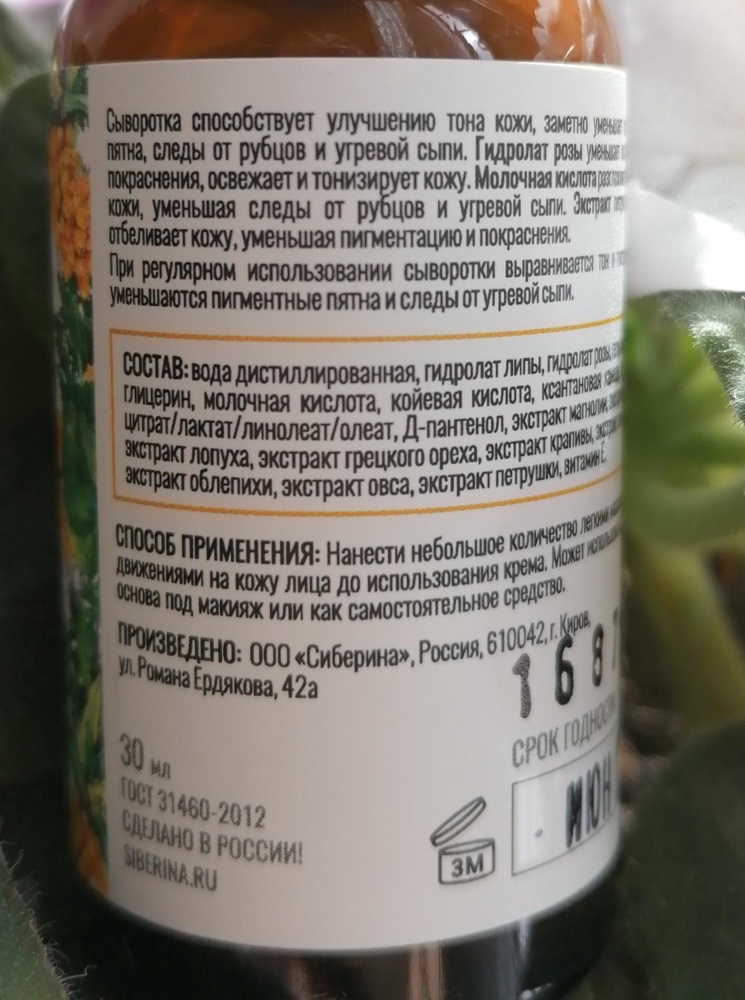 Сыворотка способствует улучшению тона кожи, заметно
пятна, следы от рубцов и угревой сыпи. Гидролат розы уменьшает
покраснения, освежает и тонизирует кожу. Молочная кислота
кожи, уменьшая следы от рубцов и угревой сыпи. Экстракт
отбеливает кожу, уменьшая пигментацию и покраснения.
При регулярном использовании сыворотки выравнивается тон и
уменьшаются пигментные пятна и следы от угревой сыпи.
СОСТАВ: вода дистиллированная, гидролат липы, гидролат розы,
глицерин, молочная кислота, койевая кислота, ксантановая
цитрат/лактат/линолеат/олеат, Д-пантенол, экстракт магнолии,
экстракт лопуха, экстракт грецкого ореха, экстракт крапивы,
экстракт облепихи, экстракт овса, экстракт петрушки, витамин Е.
СПОСОБ ПРИМЕНЕНИЯ: Нанести небольшое количество легкими
движениями на кожу лица до использования крема. Может
основа под макияж или как самостоятельное средство.
ПРОИЗВЕДЕНО: ООО «Сиберина», Россия, 610042, г. Киров,
ул. Романа Ердякова, 42а
1687
СРОК ГОДНОСТИ
ИЮН
30 мл
ГОСТ 31460-2012
СДЕЛАНО В РОССИИ!
SIBERINA.RU
3М